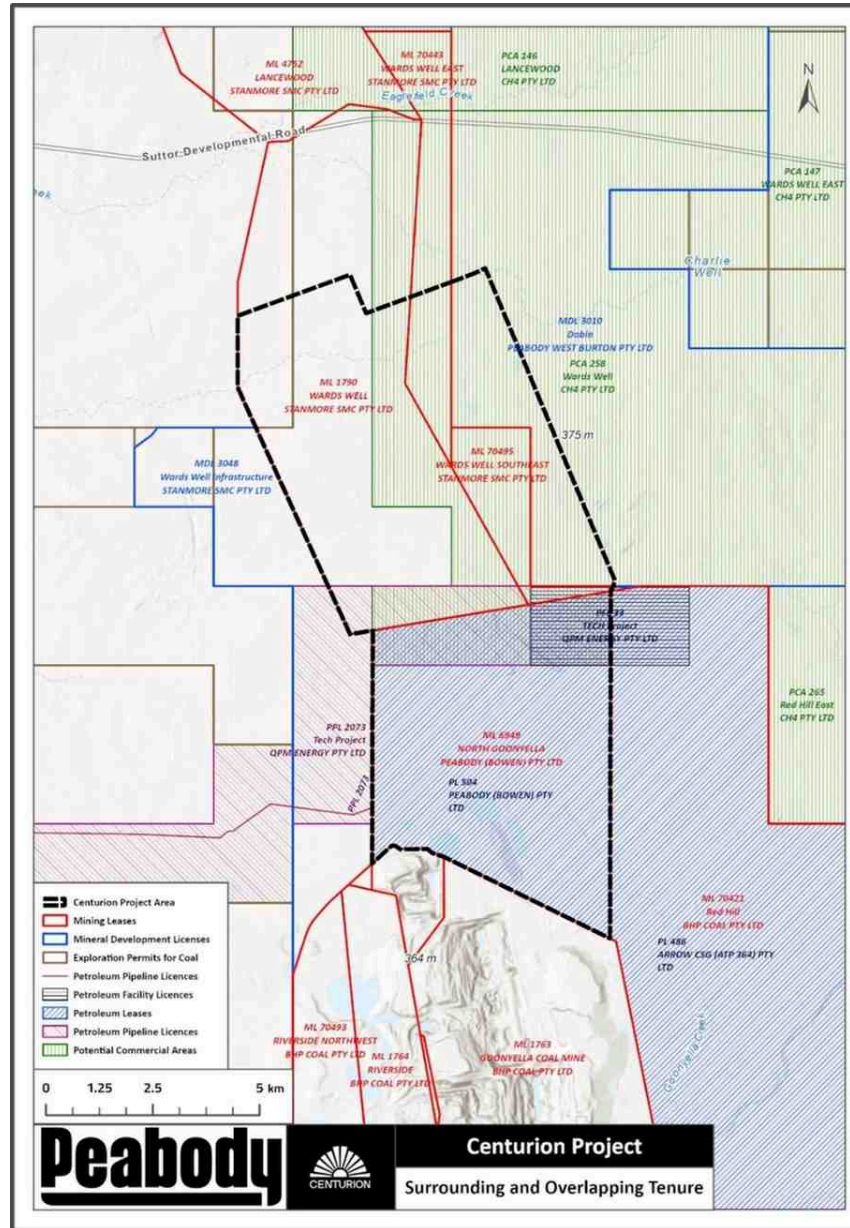 ML 4752
LANCEWOOD
STANMORE SMC PTY LTD
ML 70443
WARDS WELL EAST
STANMORE SMC PTY LTD
PCA 146
LANCEWOOD
CH4 PTY LTD
N
Eaglefield Creek
Suttor Developmental Road
PCA 147
WARDS WELL EAST
CH4 PTY LTD
eek
Charlie
Well
MDL 3010
Dabin
PEABODY WEST BURTON PTY LTD
PCA 258
Wards Well
CH4 PTY LTD
ML 1790
WARDS WELL
STANMORE SMC PTY LTD
375 m
ML 70495
WARDS WELL SOUTHEAST
STANMORE SMC PTY LTD
MDL 3048
Wards Well Infrastructure
STANMORE SMC PTY LTD
TECH Project
QPM ENERGY PTY LTD
PCA 265
Red Hill East
CH4 PTY LTD
PPL 2073
Tech Project
QPM ENERGY PTY LTD
PPL 2073
ML 6949
NORTH GOONYELLA
PEABODY (BOWEN) PTY LTD
PL 504
PEABODY (BOWEN) PTY
LTD
ML 70421
Red Hill
BHP COAL PTY LTD
PL 486
ARROW CSG (ATP 364) PTY
LTD
364 m
ML 70493
RIVERSIDE NORTHWEST
BHP COAL PTY LTD
ML 1764
RIVERSIDE
BHP COAL PTY LTD
ML 1763
GOONYELLA COAL MINE
BHP COAL PTY LTD
Goonyella Creek
Centurion Project Area
Mining Leases
Mineral Development Licenses
Exploration Permits for Coal
Petroleum Pipeline Licences
Petroleum Facility Licences
Petroleum Leases
Petroleum Pipeline Licences
Potential Commercial Areas
0 1.25 2.5 5 km
Peabody
CENTURION
Centurion Project
Surrounding and Overlapping Tenure